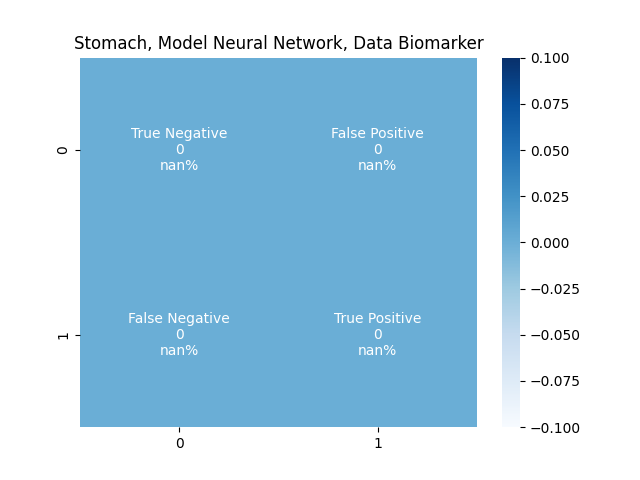 Stomach, Model Neural Network, Data Biomarker
True Negative
0
nan%
False Positive
0
nan%
False Negative
0
nan%
True Positive
0
nan%
0
1
0
1
0.100
0.075
0.050
0.025
0.000
−0.025
−0.050
−0.075
−0.100